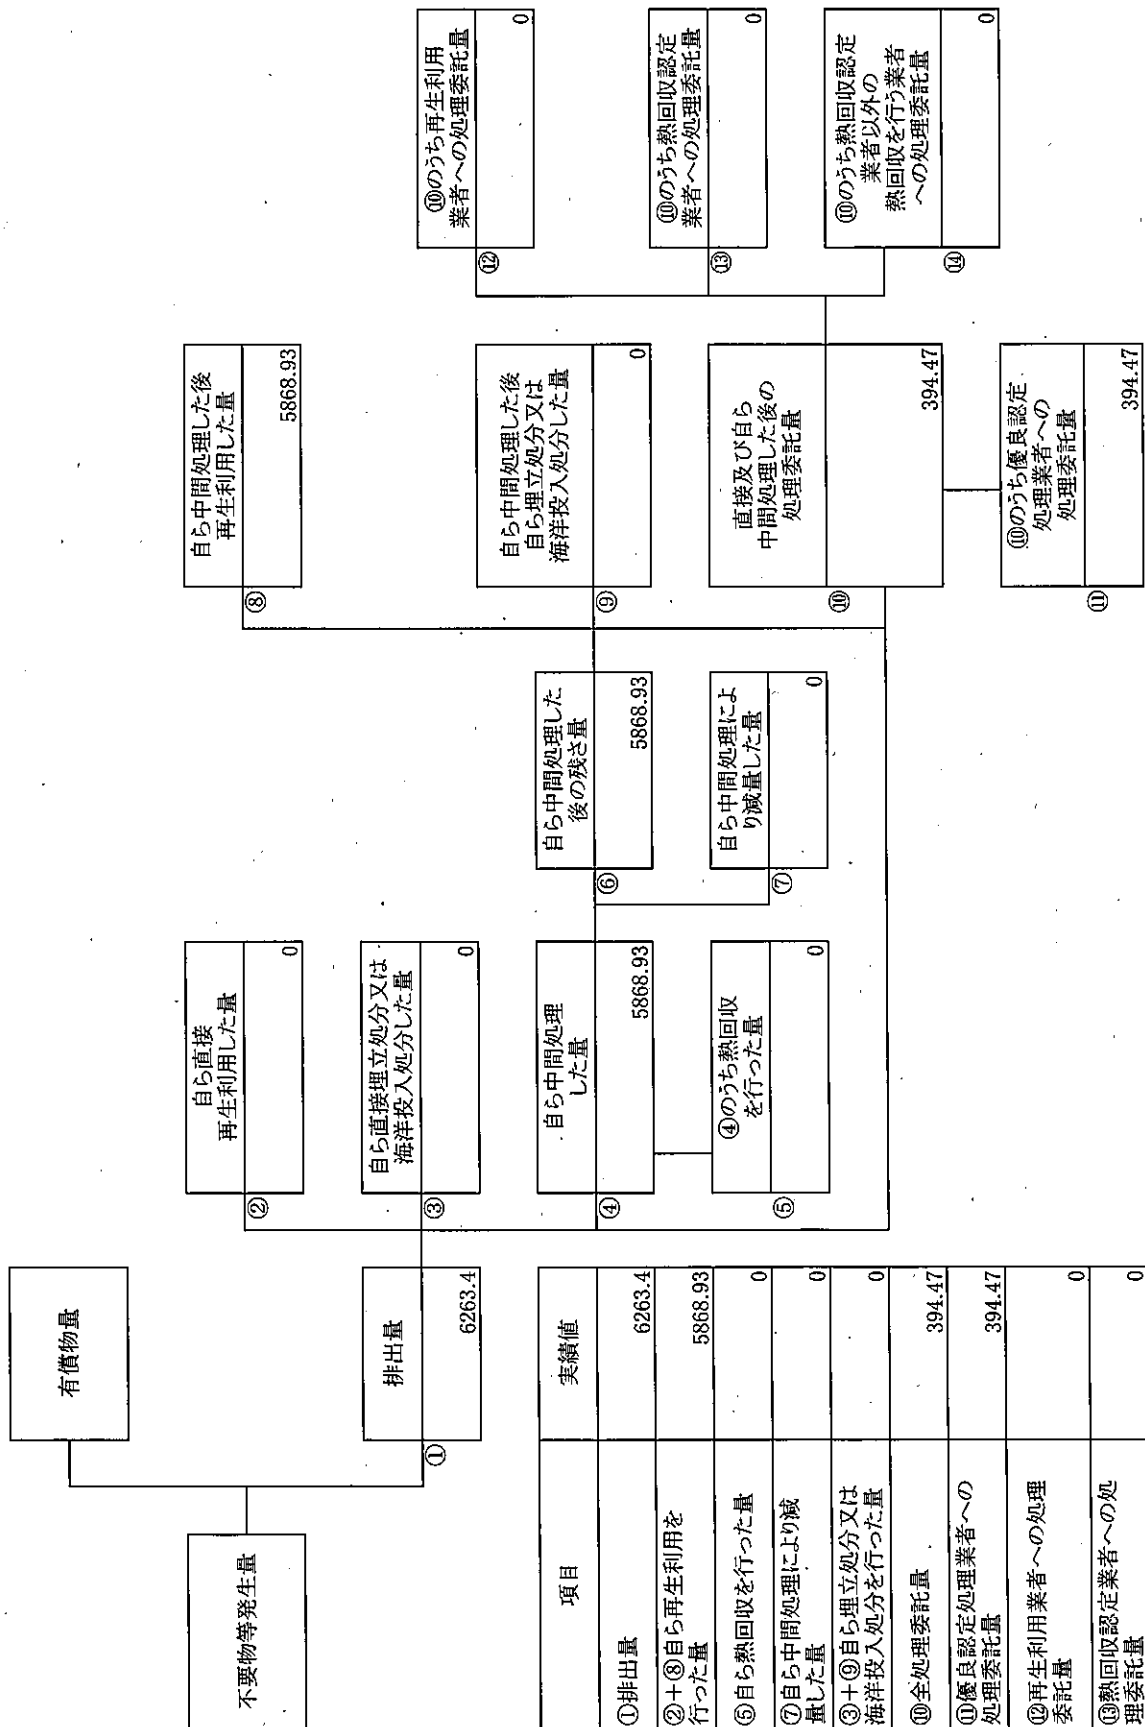 不要物等発生量
有償物量
①
排出量
6263.4
②
自ら直接
再生利用した量
0
③
自ら直接埋立処分又は
海洋投入処分した量
0
④
自ら中間処理
した量
5868.93
⑤
④のうち熱回収
を行った量
0
⑥
自ら中間処理した
後の残さ量
5868.93
⑦
自ら中間処理によ
り減量した量
0
⑧
自ら中間処理した後
再生利用した量
5868.93
⑨
自ら中間処理した後
自ら埋立処分又は
海洋投入処分した量
0
⑩
直接及び自ら
中間処理した後の
処理委託量
394.47
⑪
⑩のうち優良認定
処理業者への
処理委託量
394.47
⑫
⑩のうち再生利用
業者への処理委託量
0
⑬
⑩のうち熱回収認定
業者への処理委託量
0
⑭
⑩のうち熱回収認定
業者以外の
熱回収を行う業者
への処理委託量
0
項目 実績値
①排出量 6263.4
②+⑧自ら再生利用を
行った量 5868.93
⑤自ら熱回収を行った量 0
⑦自ら中間処理により減
量した量 0
③+⑨自ら埋立処分又は
海洋投入処分を行った量 0
⑩全処理委託量 394.47
⑪優良認定処理業者への
処理委託量 394.47
⑫再生利用業者への処理
委託量 0
⑬熱回収認定業者への処
理委託量 0